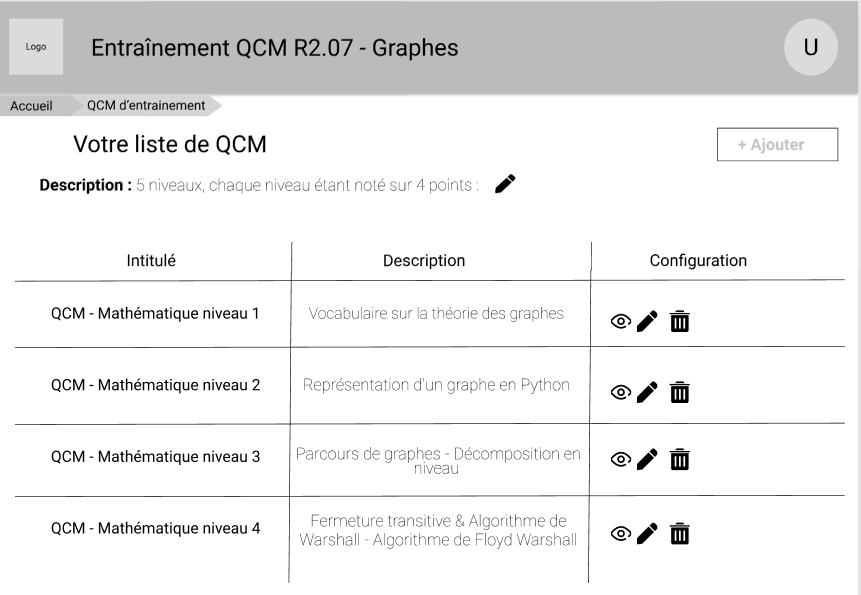 Logo
Entraînement QCM R2.07 - Graphes
U
Accueil
QCM d'entrainement
Votre liste de QCM
+ Ajouter
Description : 5 niveaux, chaque niveau étant noté sur 4 points :
Intitulé
Description
Configuration
QCM - Mathématique niveau 1
Vocabulaire sur la théorie des graphes
QCM - Mathématique niveau 2
Représentation d'un graphe en Python
QCM - Mathématique niveau 3
Parcours de graphes - Décomposition en
niveau
QCM - Mathématique niveau 4
Fermeture transitive & Algorithme de
Warshall - Algorithme de Floyd Warshall